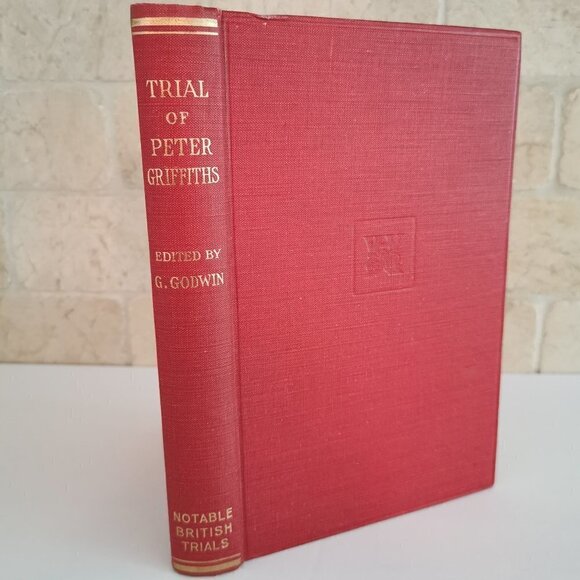 TRIAL
OF
PETER
GRIFFITHS
EDITED BY
G. GODWIN
NOTABLE
BRITISH
TRIALS